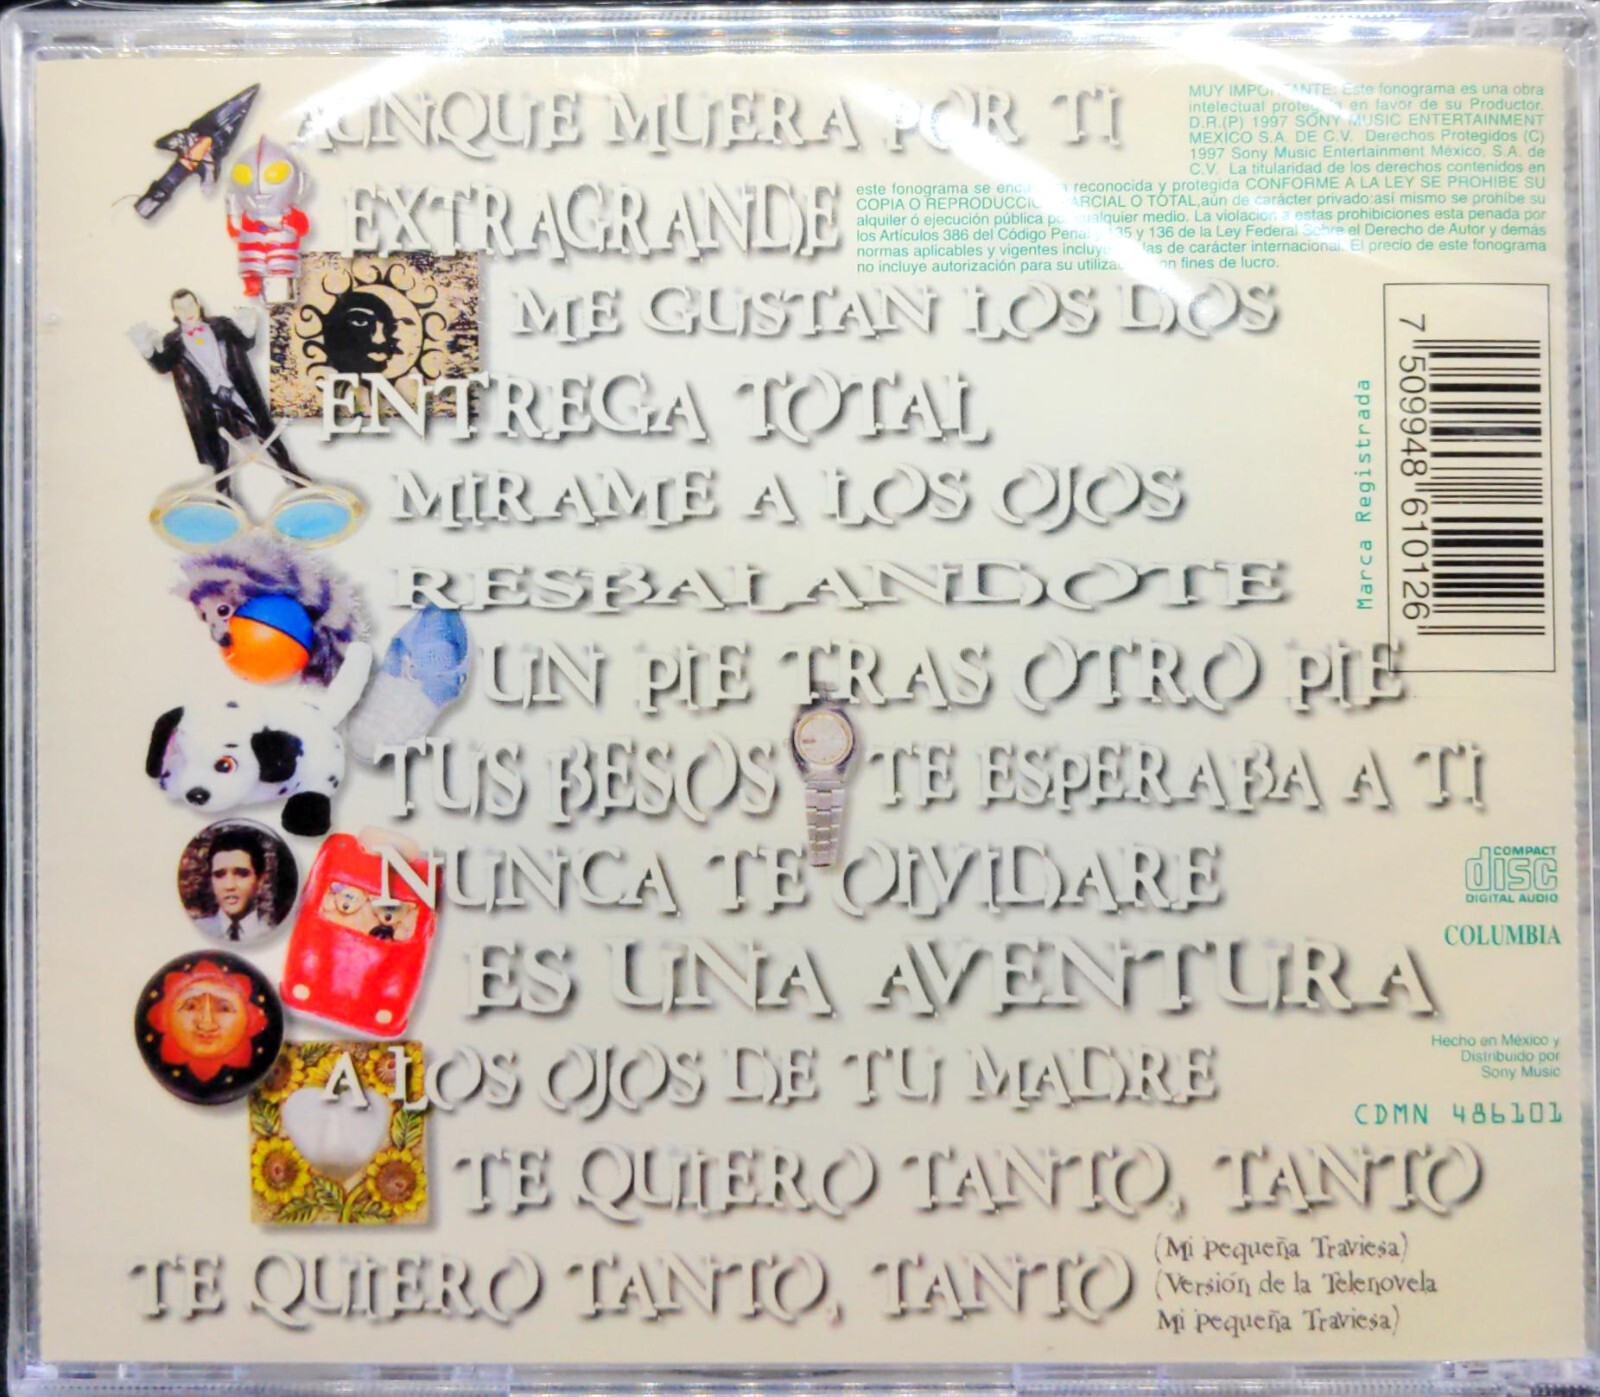 AUNQUE MUERA POR TI
MUY IMPORTANTE: Este fonograma es una obra
intelectual protegida en favor de su Productor.
D.R.(P) 1997 SONY MUSIC ENTERTAINMENT
MEXICO S.A. DE C.V. Derechos Protegidos (C)
1997 Sony Music Entertainment México, S.A. de
C.V. La titularidad de los derechos contenidos en
este fonograma se encuentra reconocida y protegida CONFORME A LA LEY SE PROHIBE SU
COPIA O REPRODUCCION PARCIAL O TOTAL,aún de carácter privado:así mismo se prohibe su
alquiler ó ejecución pública por cualquier medio. La violación a estas prohibiciones esta penada por
los Artículos 386 del Código Penal, 135 y 136 de la Ley Federal Sobre el Derecho de Autor y demás
normas aplicables y vigentes incluyendo las de carácter internacional. El precio de este fonograma
no incluye autorización para su utilización con fines de lucro.
EXTRAGRANDE
ME GUSTAN LOS DOS
ENTREGA TOTAL
MIRAME A LOS OJOS
RESBALANDOTE
UN PIE TRAS OTRO PIE
TUS BESOS TE ESPERABA A TI
NUNCA TE OLVIDARE
ES UNA AVENTURA
A LOS OJOS DE TU MADRE
TE QUIERO TANTO, TANTO
TE QUIERO TANTO, TANTO
(Mi Pequeña Traviesa)
(Versión de la Telenovela
Mi Pequeña Traviesa)
Marca Registrada
7 509948 610126
COMPACT
disc
DIGITAL AUDIO
COLUMBIA
Hecho en México y
Distribuido por
Sony Music
CDMN 486101